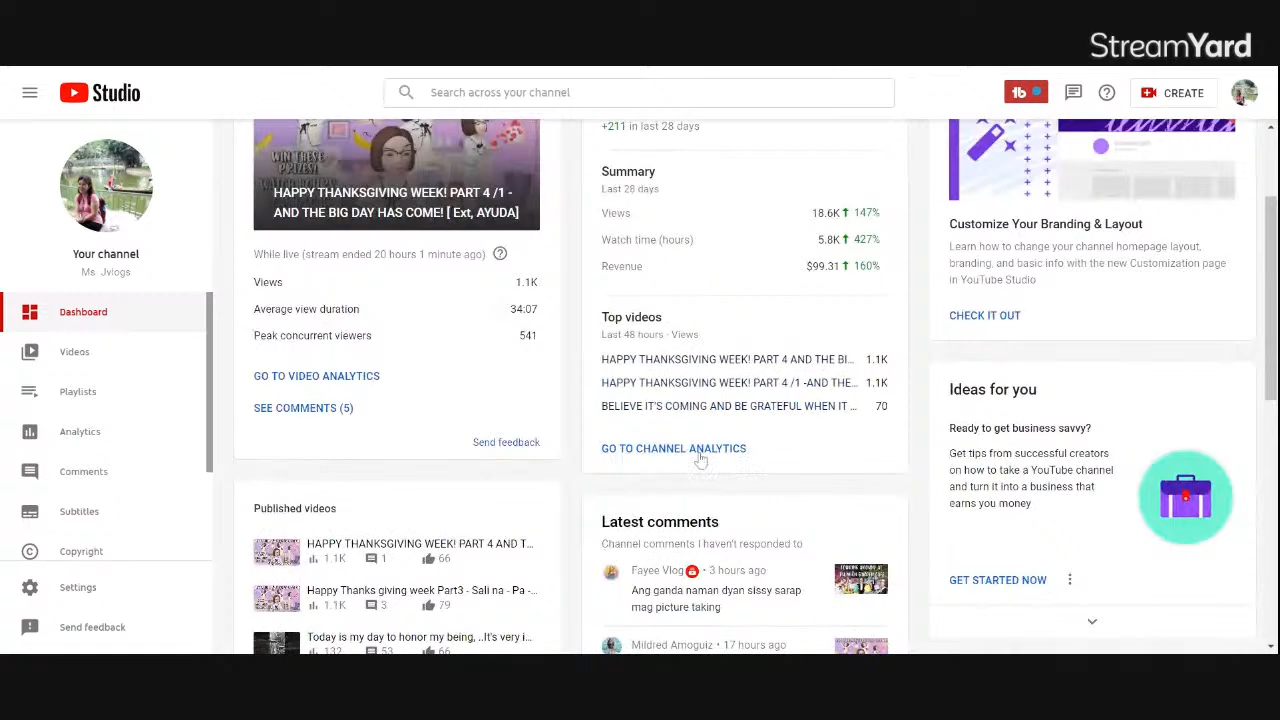 StreamYard
Studio
Search across your channel
CREATE
Your channel
Ms. Jvlogs
Dashboard
Videos
Playlists
Analytics
Comments
Subtitles
Copyright
Settings
Send feedback
WIN THESE
PRIZES!
HAPPY THANKSGIVING WEEK! PART 4 /1 -
AND THE BIG DAY HAS COME! [ Ext, AYUDA]
While live (stream ended 20 hours 1 minute ago)
Views 1.1K
Average view duration 34:07
Peak concurrent viewers 541
GO TO VIDEO ANALYTICS
SEE COMMENTS (5)
Send feedback
Published videos
HAPPY THANKSGIVING WEEK! PART 4 AND T...
1.1K 1 66
Happy Thanks giving week Part3 - Sali na - Pa -...
1.1K 3 79
Today is my day to honor my being, ..It's very i...
132 53 66
+211 in last 28 days
Summary
Last 28 days
Views 18.6K 147%
Watch time (hours) 5.8K 427%
Revenue $99.31 160%
Top videos
Last 48 hours · Views
HAPPY THANKSGIVING WEEK! PART 4 AND THE BI... 1.1K
HAPPY THANKSGIVING WEEK! PART 4 /1 -AND THE... 1.1K
BELIEVE IT'S COMING AND BE GRATEFUL WHEN IT ... 70
GO TO CHANNEL ANALYTICS
Latest comments
Channel comments I haven't responded to
Fayee Vlog • 3 hours ago
Ang ganda naman dyan sissy sarap
mag picture taking
Mildred Amoguiz • 17 hours ago
Customize Your Branding & Layout
Learn how to change your channel homepage layout,
branding, and basic info with the new Customization page
in YouTube Studio
CHECK IT OUT
Ideas for you
Ready to get business savvy?
Get tips from successful creators
on how to take a YouTube channel
and turn it into a business that
earns you money
GET STARTED NOW